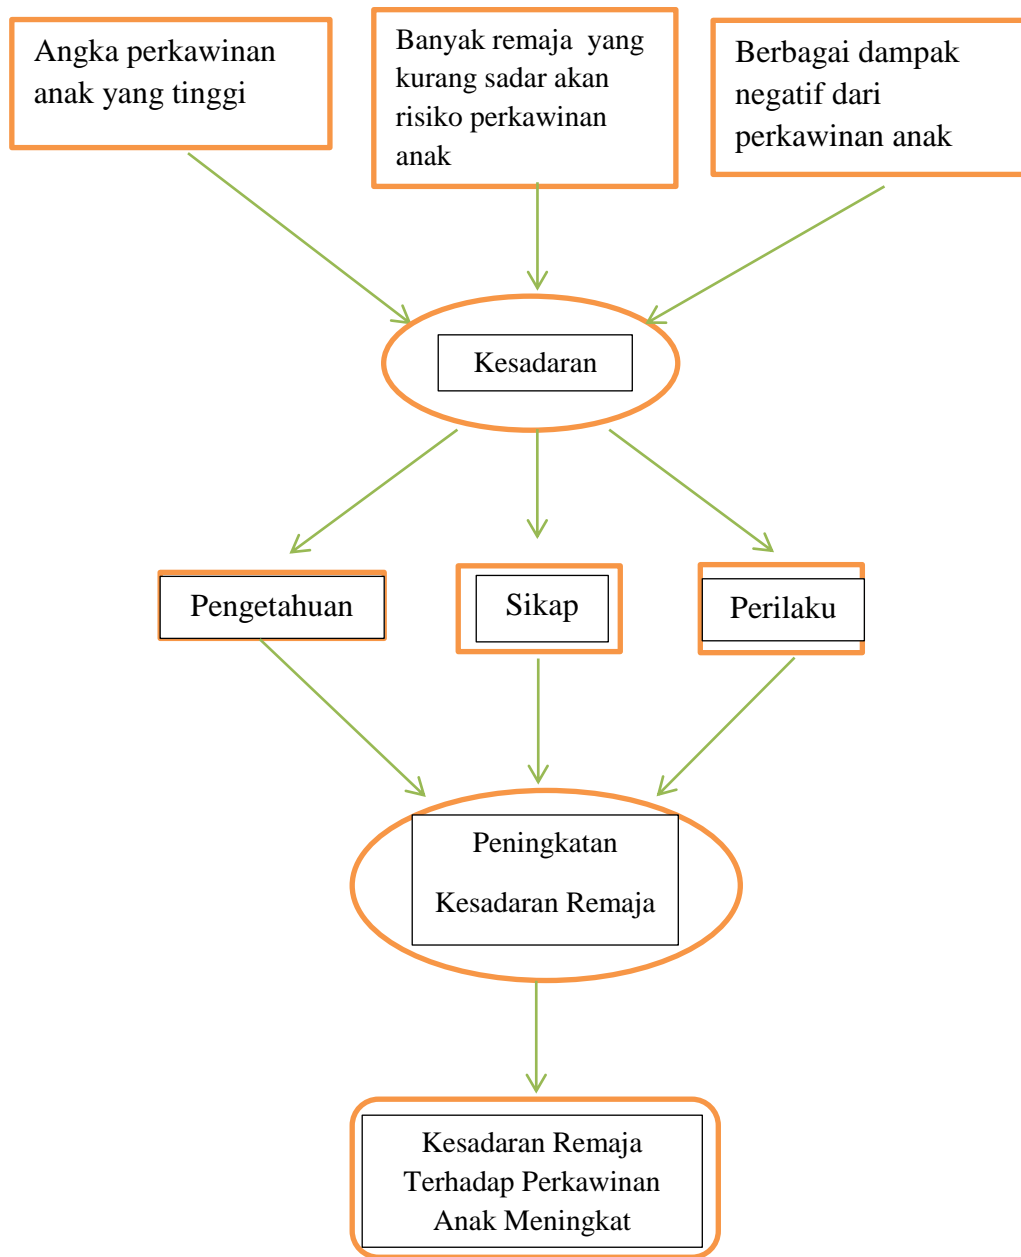 Angka perkawinan
anak yang tinggi
Banyak remaja yang
kurang sadar akan
risiko perkawinan
anak
Berbagai dampak
negatif dari
perkawinan anak
Kesadaran
Pengetahuan
Sikap
Perilaku
Peningkatan
Kesadaran Remaja
Kesadaran Remaja
Terhadap Perkawinan
Anak Meningkat